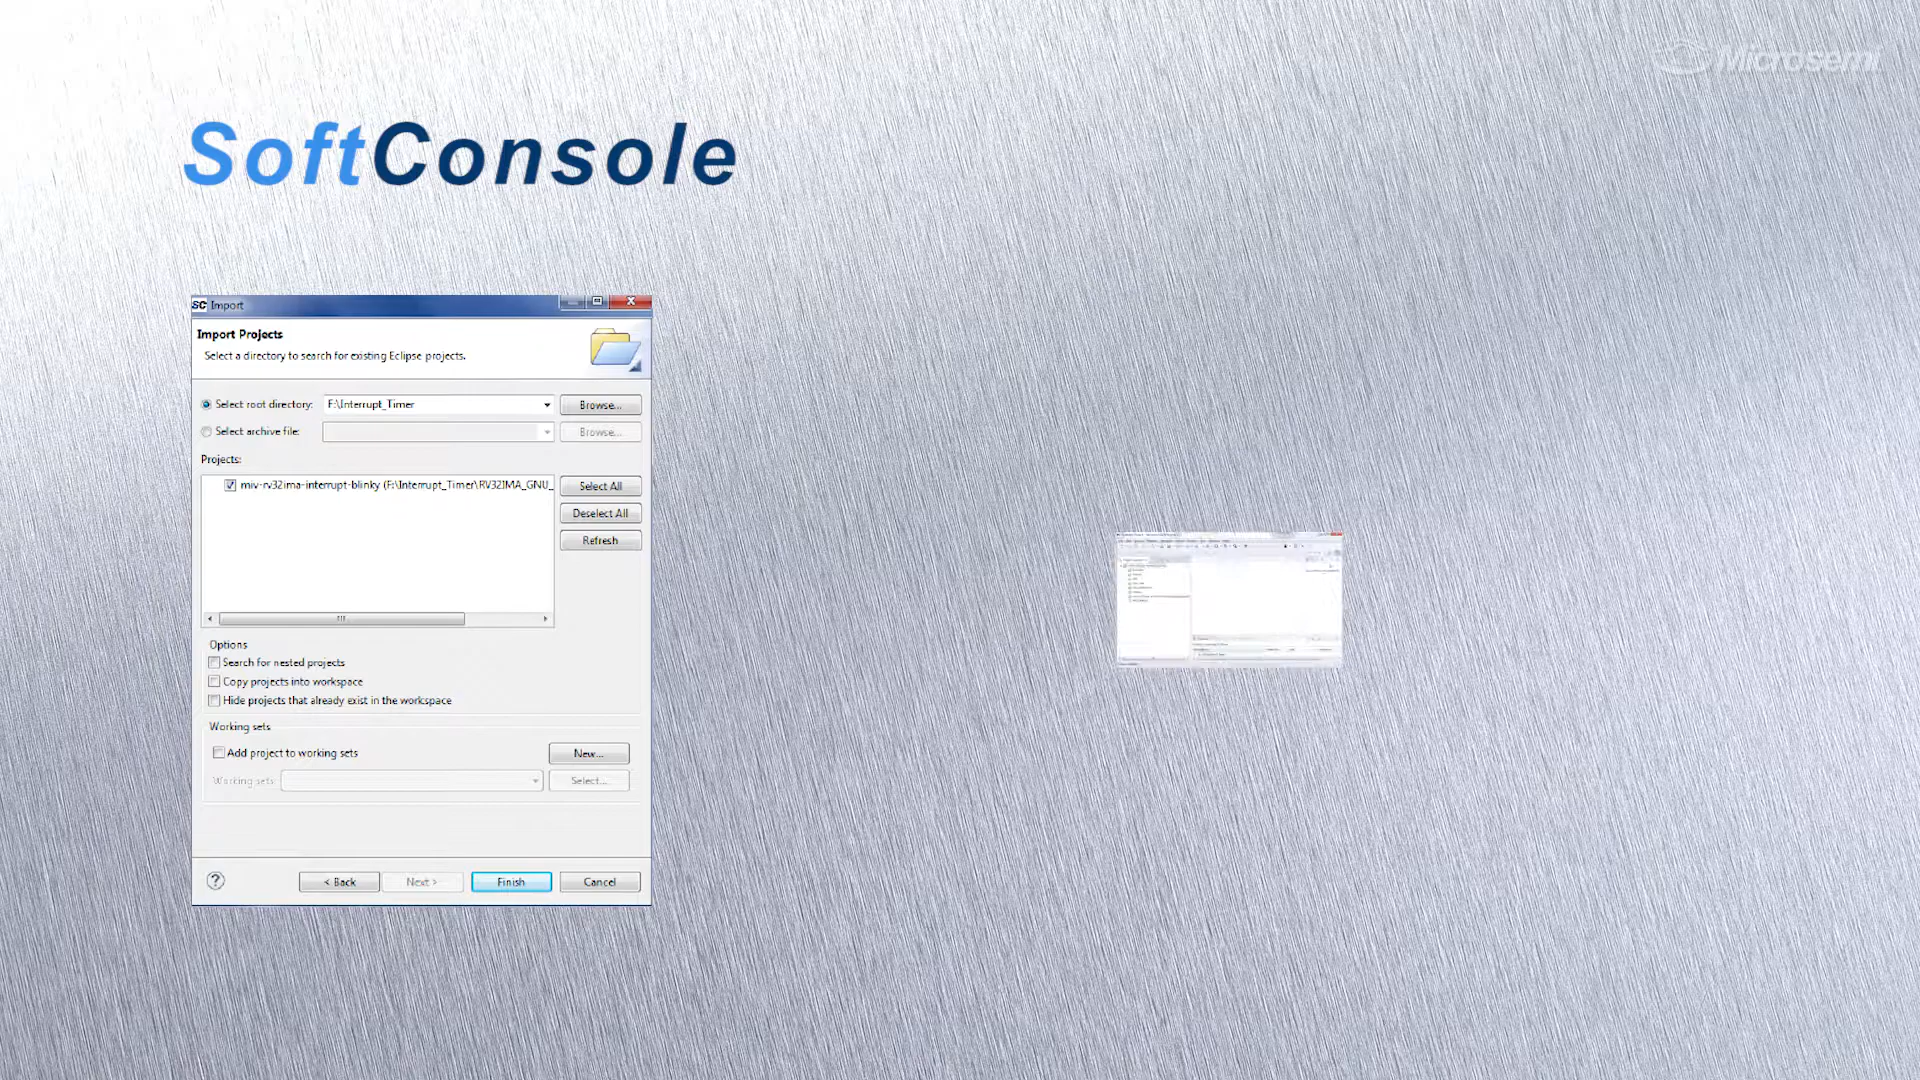 Microsemi
SoftConsole
SC Import
Import Projects
Select a directory to search for existing Eclipse projects.
Select root directory: F:\Interrupt_Timer Browse...
Select archive file: Browse...
Projects:
miv-rv32ima-interrupt-blinky (F:\Interrupt_Timer\RV32IMA_GNU_ Select All
Deselect All
Refresh
Options
Search for nested projects
Copy projects into workspace
Hide projects that already exist in the workspace
Working sets
Add project to working sets New...
Working sets: Select...
? < Back Next > Finish Cancel